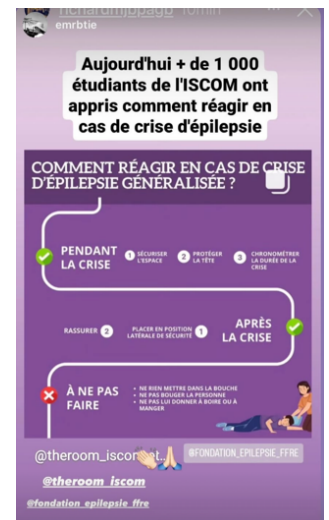 richardmjbpagp 10min
emrbtie
Aujourd'hui + de 1 000
étudiants de l'ISCOM ont
appris comment réagir en
cas de crise d'épilepsie
COMMENT RÉAGIR EN CAS DE CRISE
D'ÉPILEPSIE GÉNÉRALISÉE ?
PENDANT
LA CRISE
1 SÉCURISER
L'ESPACE
2 PROTÉGER
LA TÊTE
3 CHRONOMÉTRER
LA DURÉE DE LA
CRISE
RASSURER 2
PLACER EN POSITION
LATÉRALE DE SÉCURITÉ 1
APRÈS
LA CRISE
À NE PAS
FAIRE
• NE RIEN METTRE DANS LA BOUCHE
• NE PAS BOUGER LA PERSONNE
• NE PAS LUI DONNER À BOIRE OU À
MANGER
@theroom_iscom et...
@FONDATION_EPILEPSIE_FFRE
@theroom_iscom
@fondation_epilepsie_ffre